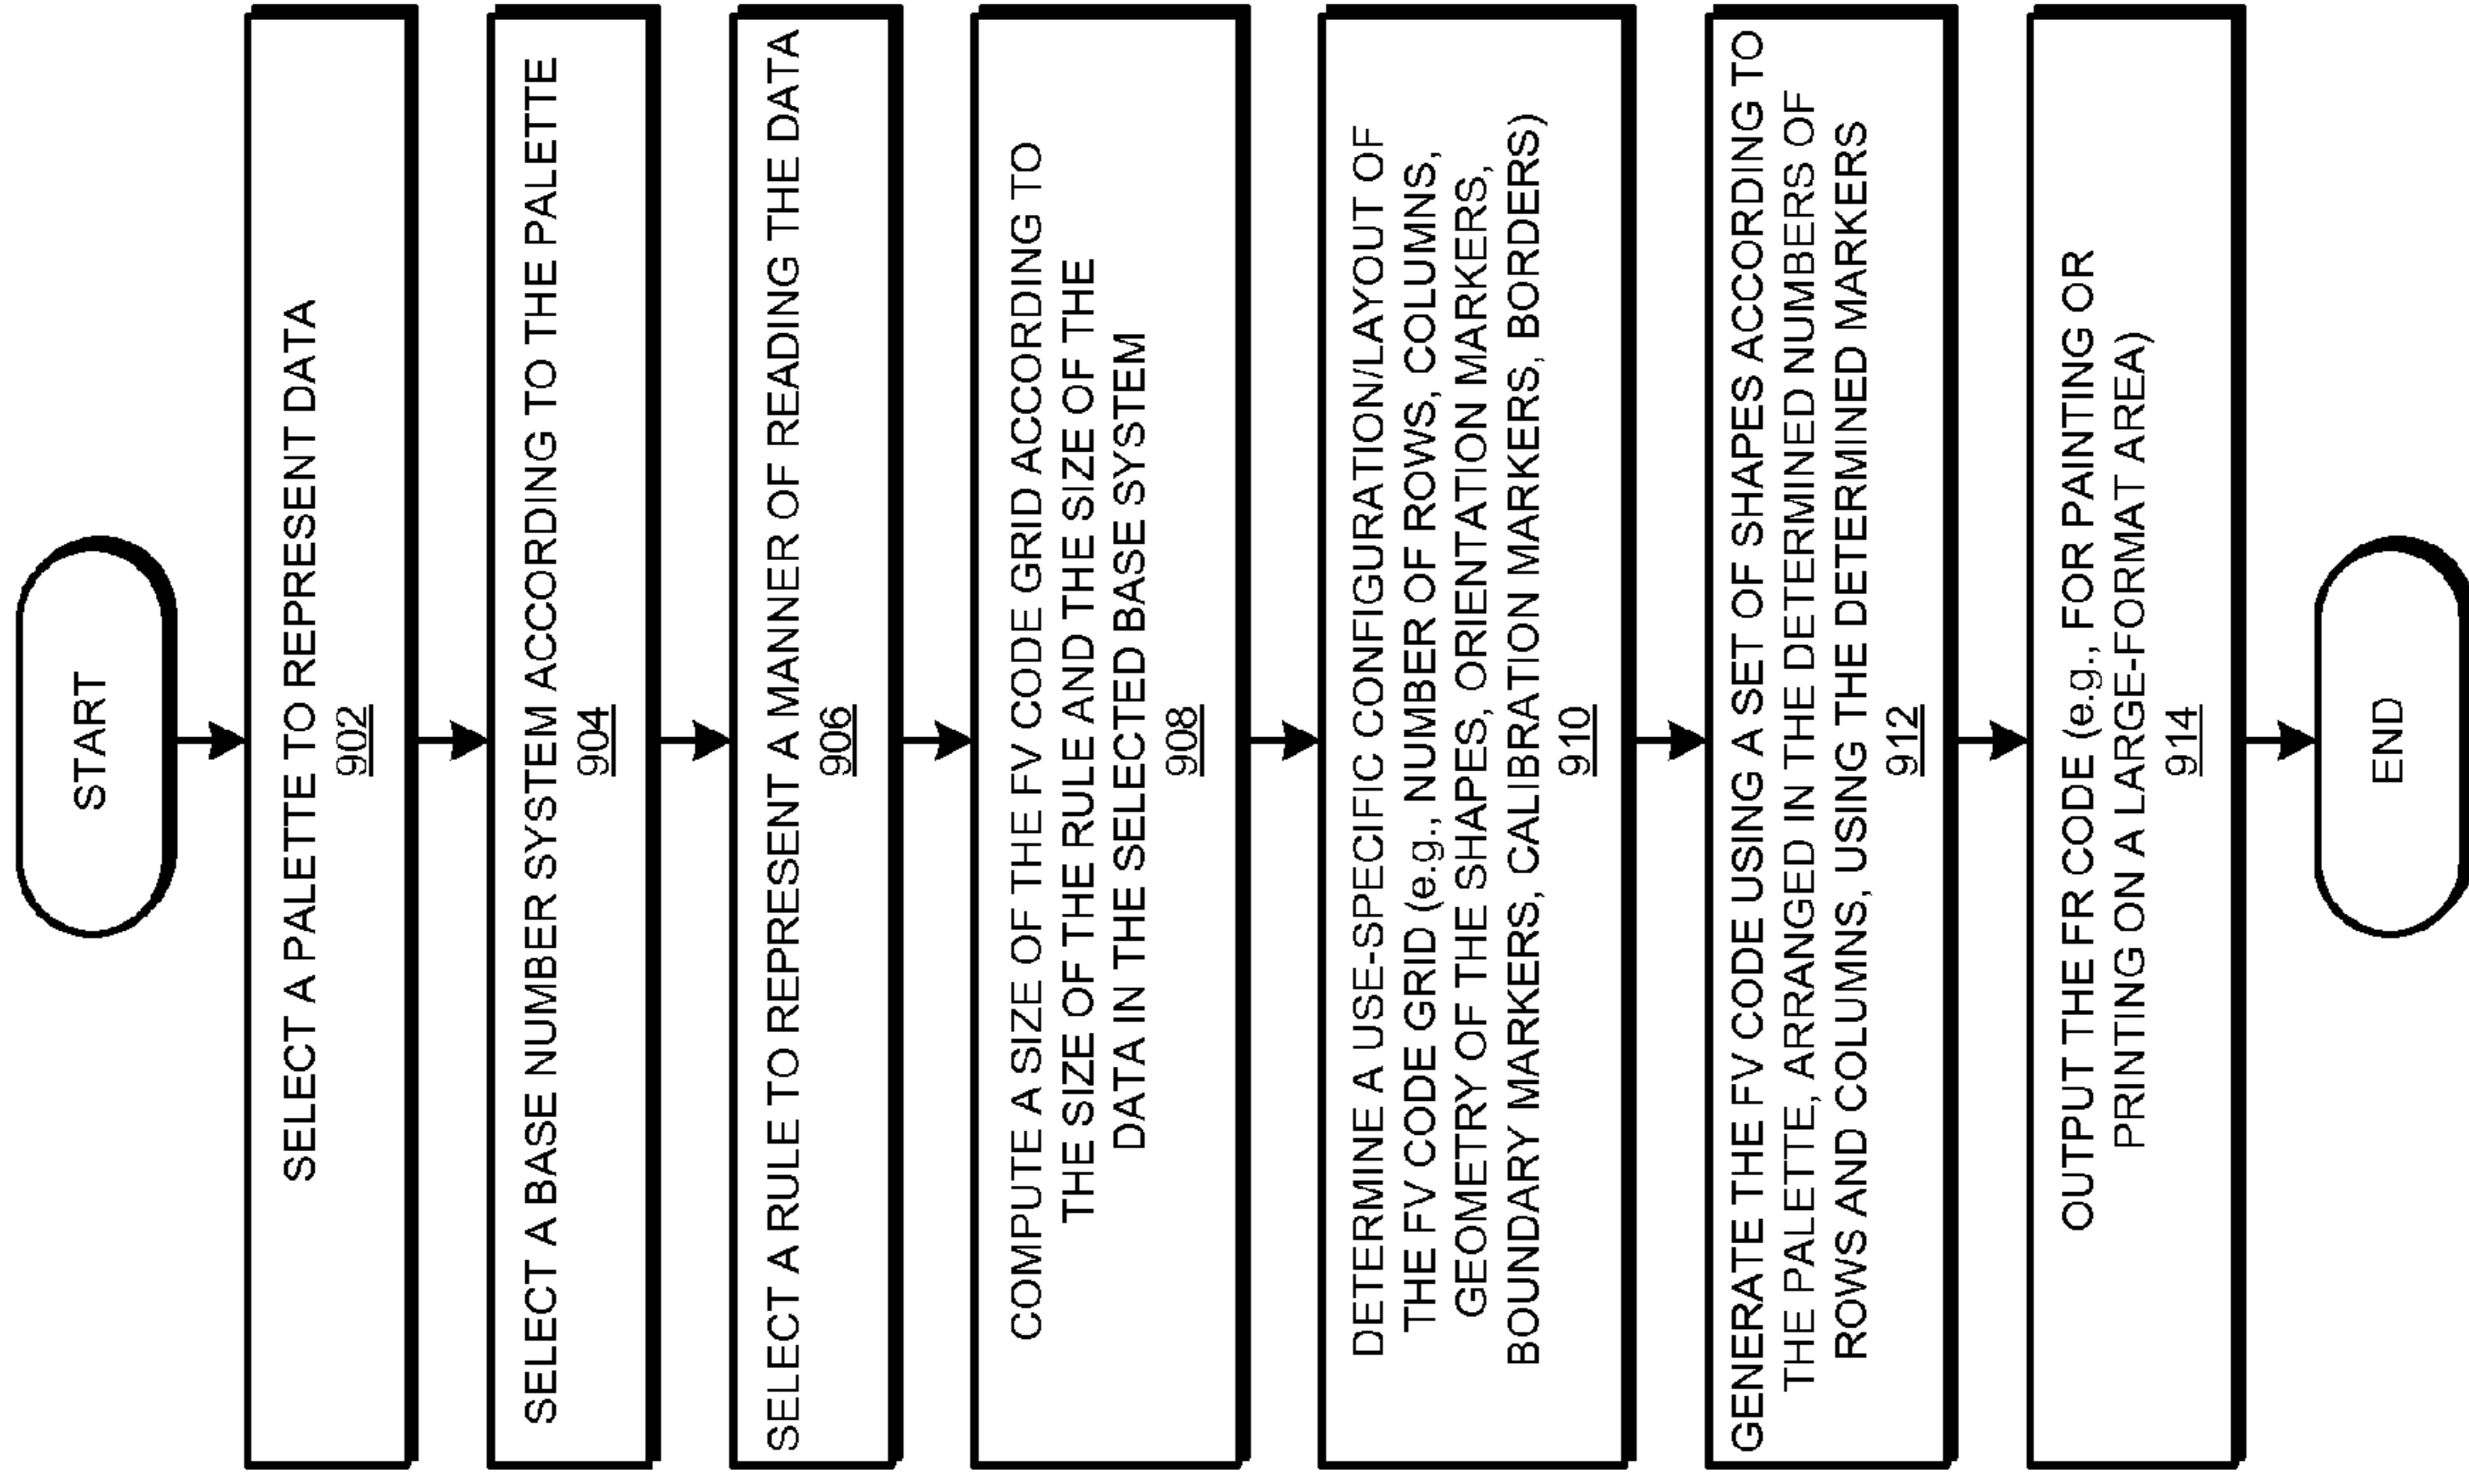 START
SELECT A PALETTE TO REPRESENT DATA
902
SELECT A BASE NUMBER SYSTEM ACCORDING TO THE PALETTE
904
SELECT A RULE TO REPRESENT A MANNER OF READING THE DATA
906
COMPUTE A SIZE OF THE FV CODE GRID ACCORDING TO
THE SIZE OF THE RULE AND THE SIZE OF THE
DATA IN THE SELECTED BASE SYSTEM
908
DETERMINE A USE-SPECIFIC CONFIGURATION/LAYOUT OF
THE FV CODE GRID (e.g., NUMBER OF ROWS, COLUMNS,
GEOMETRY OF THE SHAPES, ORIENTATION MARKERS,
BOUNDARY MARKERS, CALIBRATION MARKERS, BORDERS)
910
GENERATE THE FV CODE USING A SET OF SHAPES ACCORDING TO
THE PALETTE, ARRANGED IN THE DETERMINED NUMBERS OF
ROWS AND COLUMNS, USING THE DETERMINED MARKERS
912
OUTPUT THE FR CODE (e.g., FOR PAINTING OR
PRINTING ON A LARGE-FORMAT AREA)
914
END